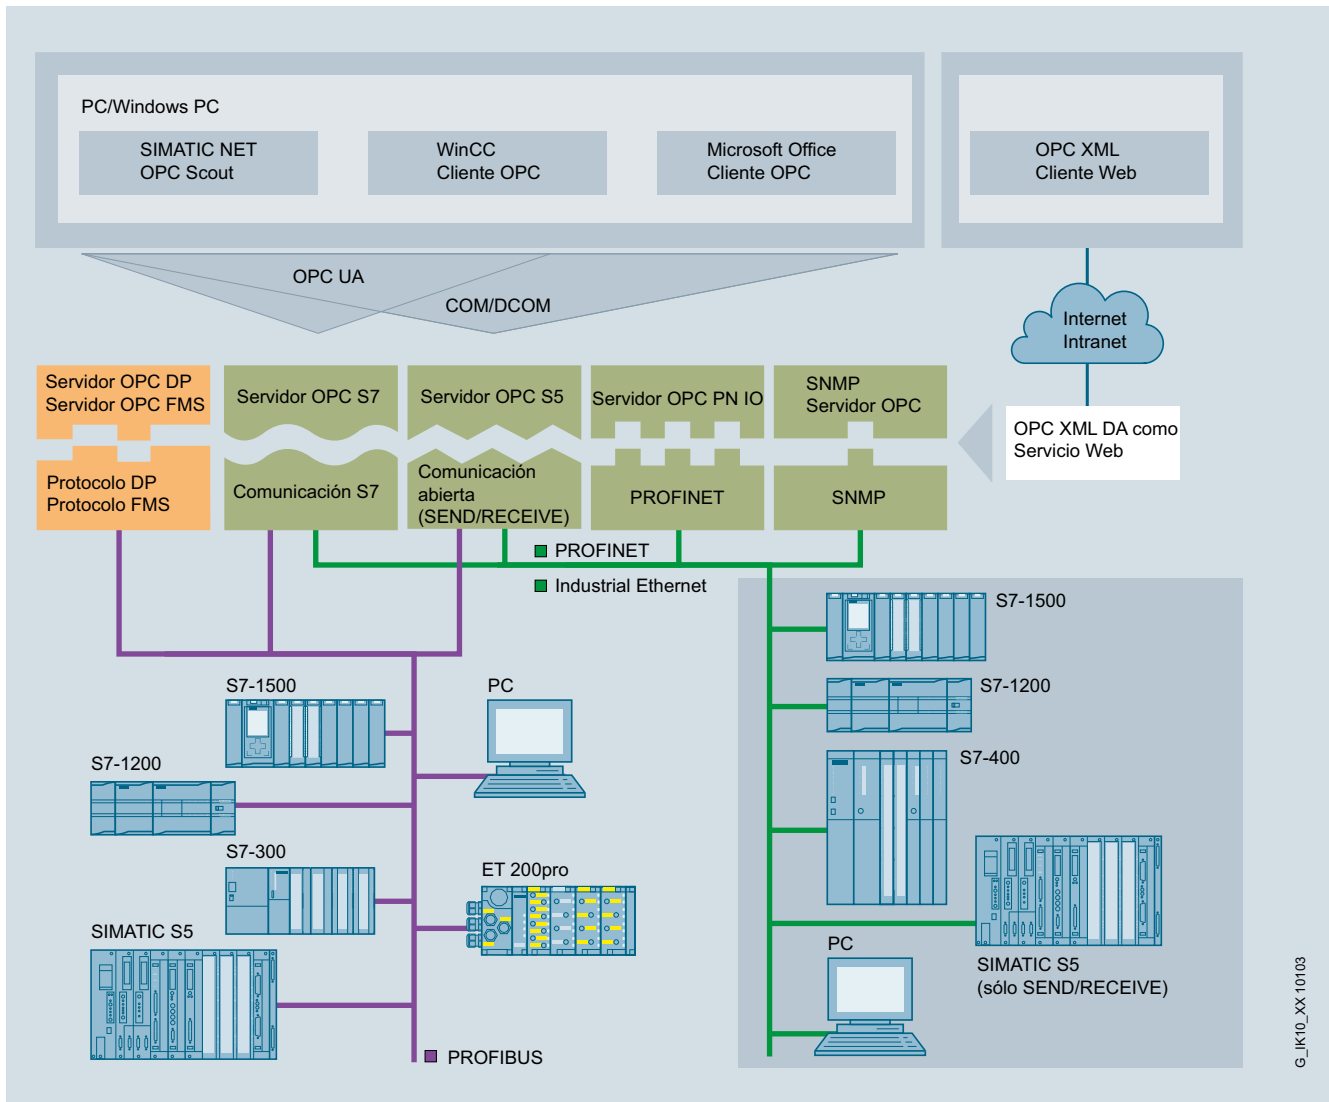 PC/Windows PC
SIMATIC NET
OPC Scout
WinCC
Cliente OPC
Microsoft Office
Cliente OPC
OPC XML
Cliente Web
OPC UA
COM/DCOM
Internet
Intranet
Servidor OPC DP
Servidor OPC FMS
Servidor OPC S7
Servidor OPC S5
Servidor OPC PN IO
SNMP
Servidor OPC
OPC XML DA como
Servicio Web
Protocolo DP
Protocolo FMS
Comunicación S7
Comunicación
abierta
(SEND/RECEIVE)
PROFINET
SNMP
PROFINET
Industrial Ethernet
S7-1500
S7-1200
S7-400
SIMATIC S5
(sólo SEND/RECEIVE)
PC
S7-1500
PC
S7-1200
S7-300
ET 200pro
SIMATIC S5
PROFIBUS
G_IK10_XX 10103